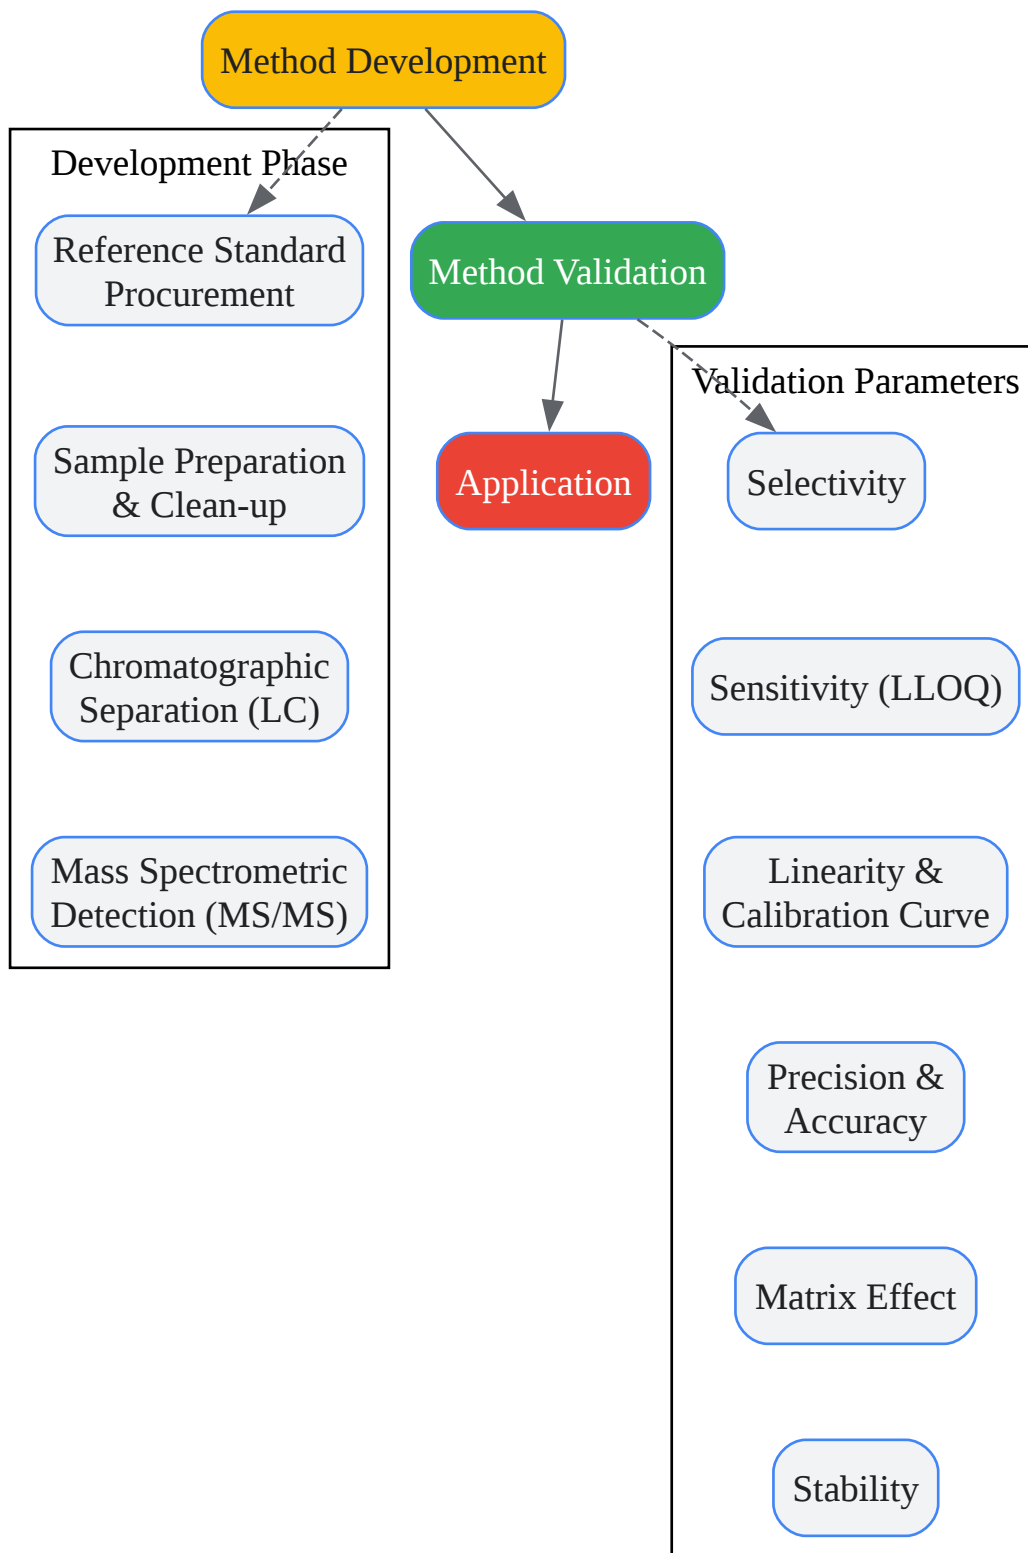 Method Development
Development Phase
Reference Standard
Procurement
Method Validation
Validation Parameters
Sample Preparation
& Clean-up
Application
Selectivity
Chromatographic
Separation (LC)
Sensitivity (LLOQ)
Mass Spectrometric
Detection (MS/MS)
Linearity &
Calibration Curve
Precision &
Accuracy
Matrix Effect
Stability